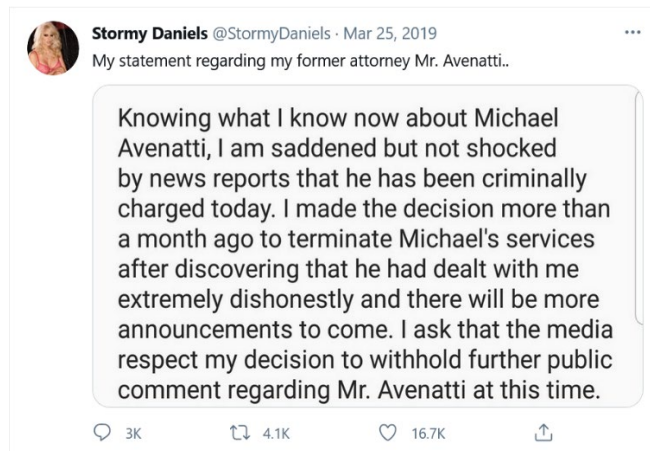 Stormy Daniels @StormyDaniels · Mar 25, 2019
My statement regarding my former attorney Mr. Avenatti..
Knowing what I know now about Michael
Avenatti, I am saddened but not shocked
by news reports that he has been criminally
charged today. I made the decision more than
a month ago to terminate Michael's services
after discovering that he had dealt with me
extremely dishonestly and there will be more
announcements to come. I ask that the media
respect my decision to withhold further public
comment regarding Mr. Avenatti at this time.
3K 4.1K 16.7K